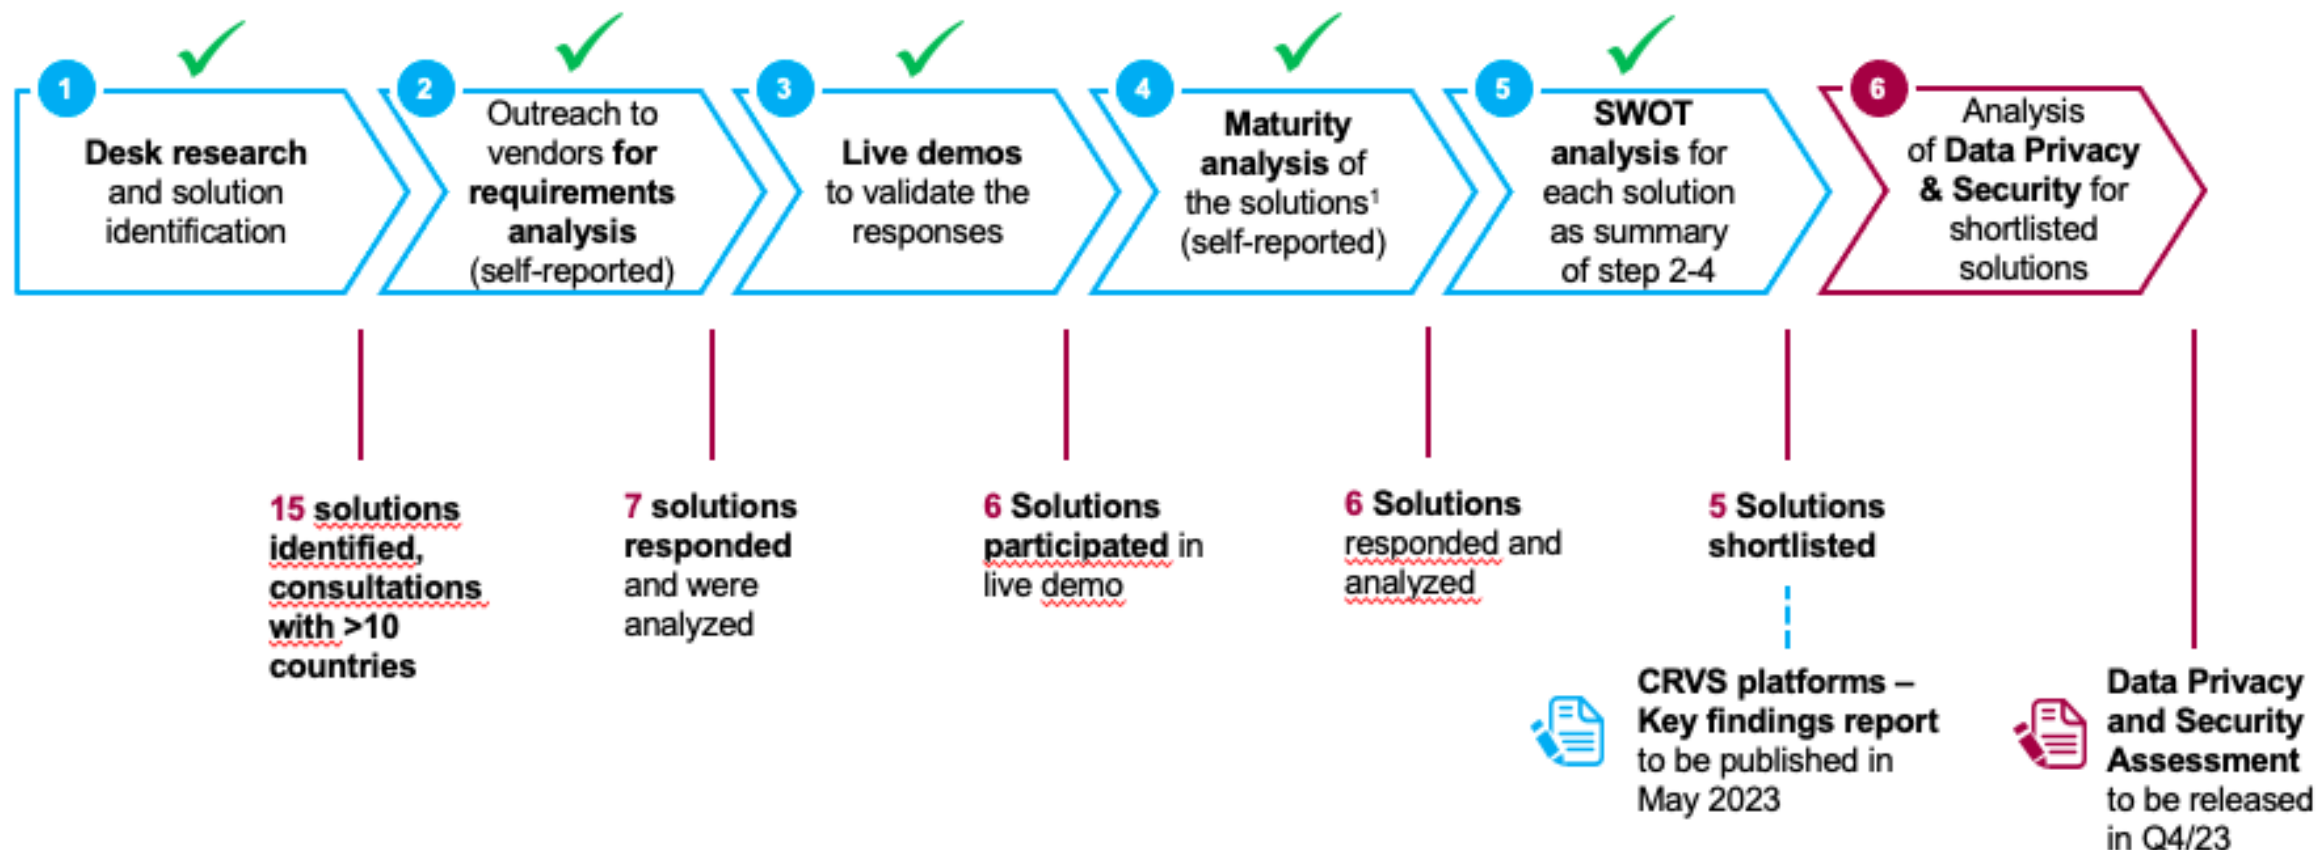 1
Desk research
and solution
identification
2
Outreach to
vendors for
requirements
analysis
(self-reported)
3
Live demos
to validate the
responses
4
Maturity
analysis of
the solutions¹
(self-reported)
5
SWOT
analysis for
each solution
as summary
of step 2-4
6
Analysis
of Data Privacy
& Security for
shortlisted
solutions
15 solutions
identified,
consultations
with >10
countries
7 solutions
responded
and were
analyzed
6 Solutions
participated in
live demo
6 Solutions
responded and
analyzed
5 Solutions
shortlisted
CRVS platforms –
Key findings report
to be published in
May 2023
Data Privacy
and Security
Assessment
to be released
in Q4/23